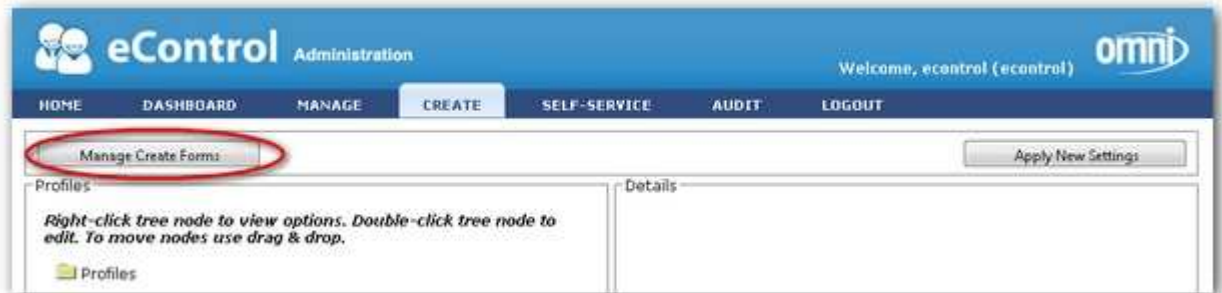 eControl Administration
omni
Welcome, econtrol (econtrol)
HOME DASHBOARD MANAGE CREATE SELF-SERVICE AUDIT LOGOUT
Manage Create Forms Apply New Settings
Profiles Details
Right-click tree node to view options. Double-click tree node to
edit. To move nodes use drag & drop.
Profiles